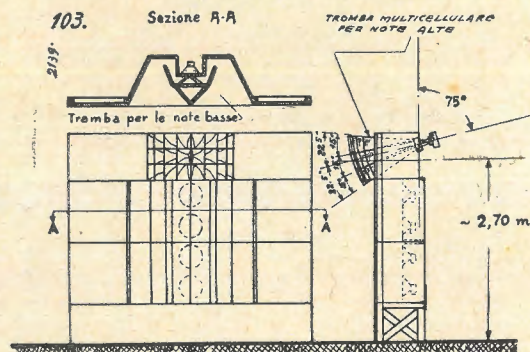 103.
Sezione A-A
TROMBA MULTICELLULARE
PER NOTE ALTE
2139-
75°
Tromba per le note basse
A
A
~ 2,70 m